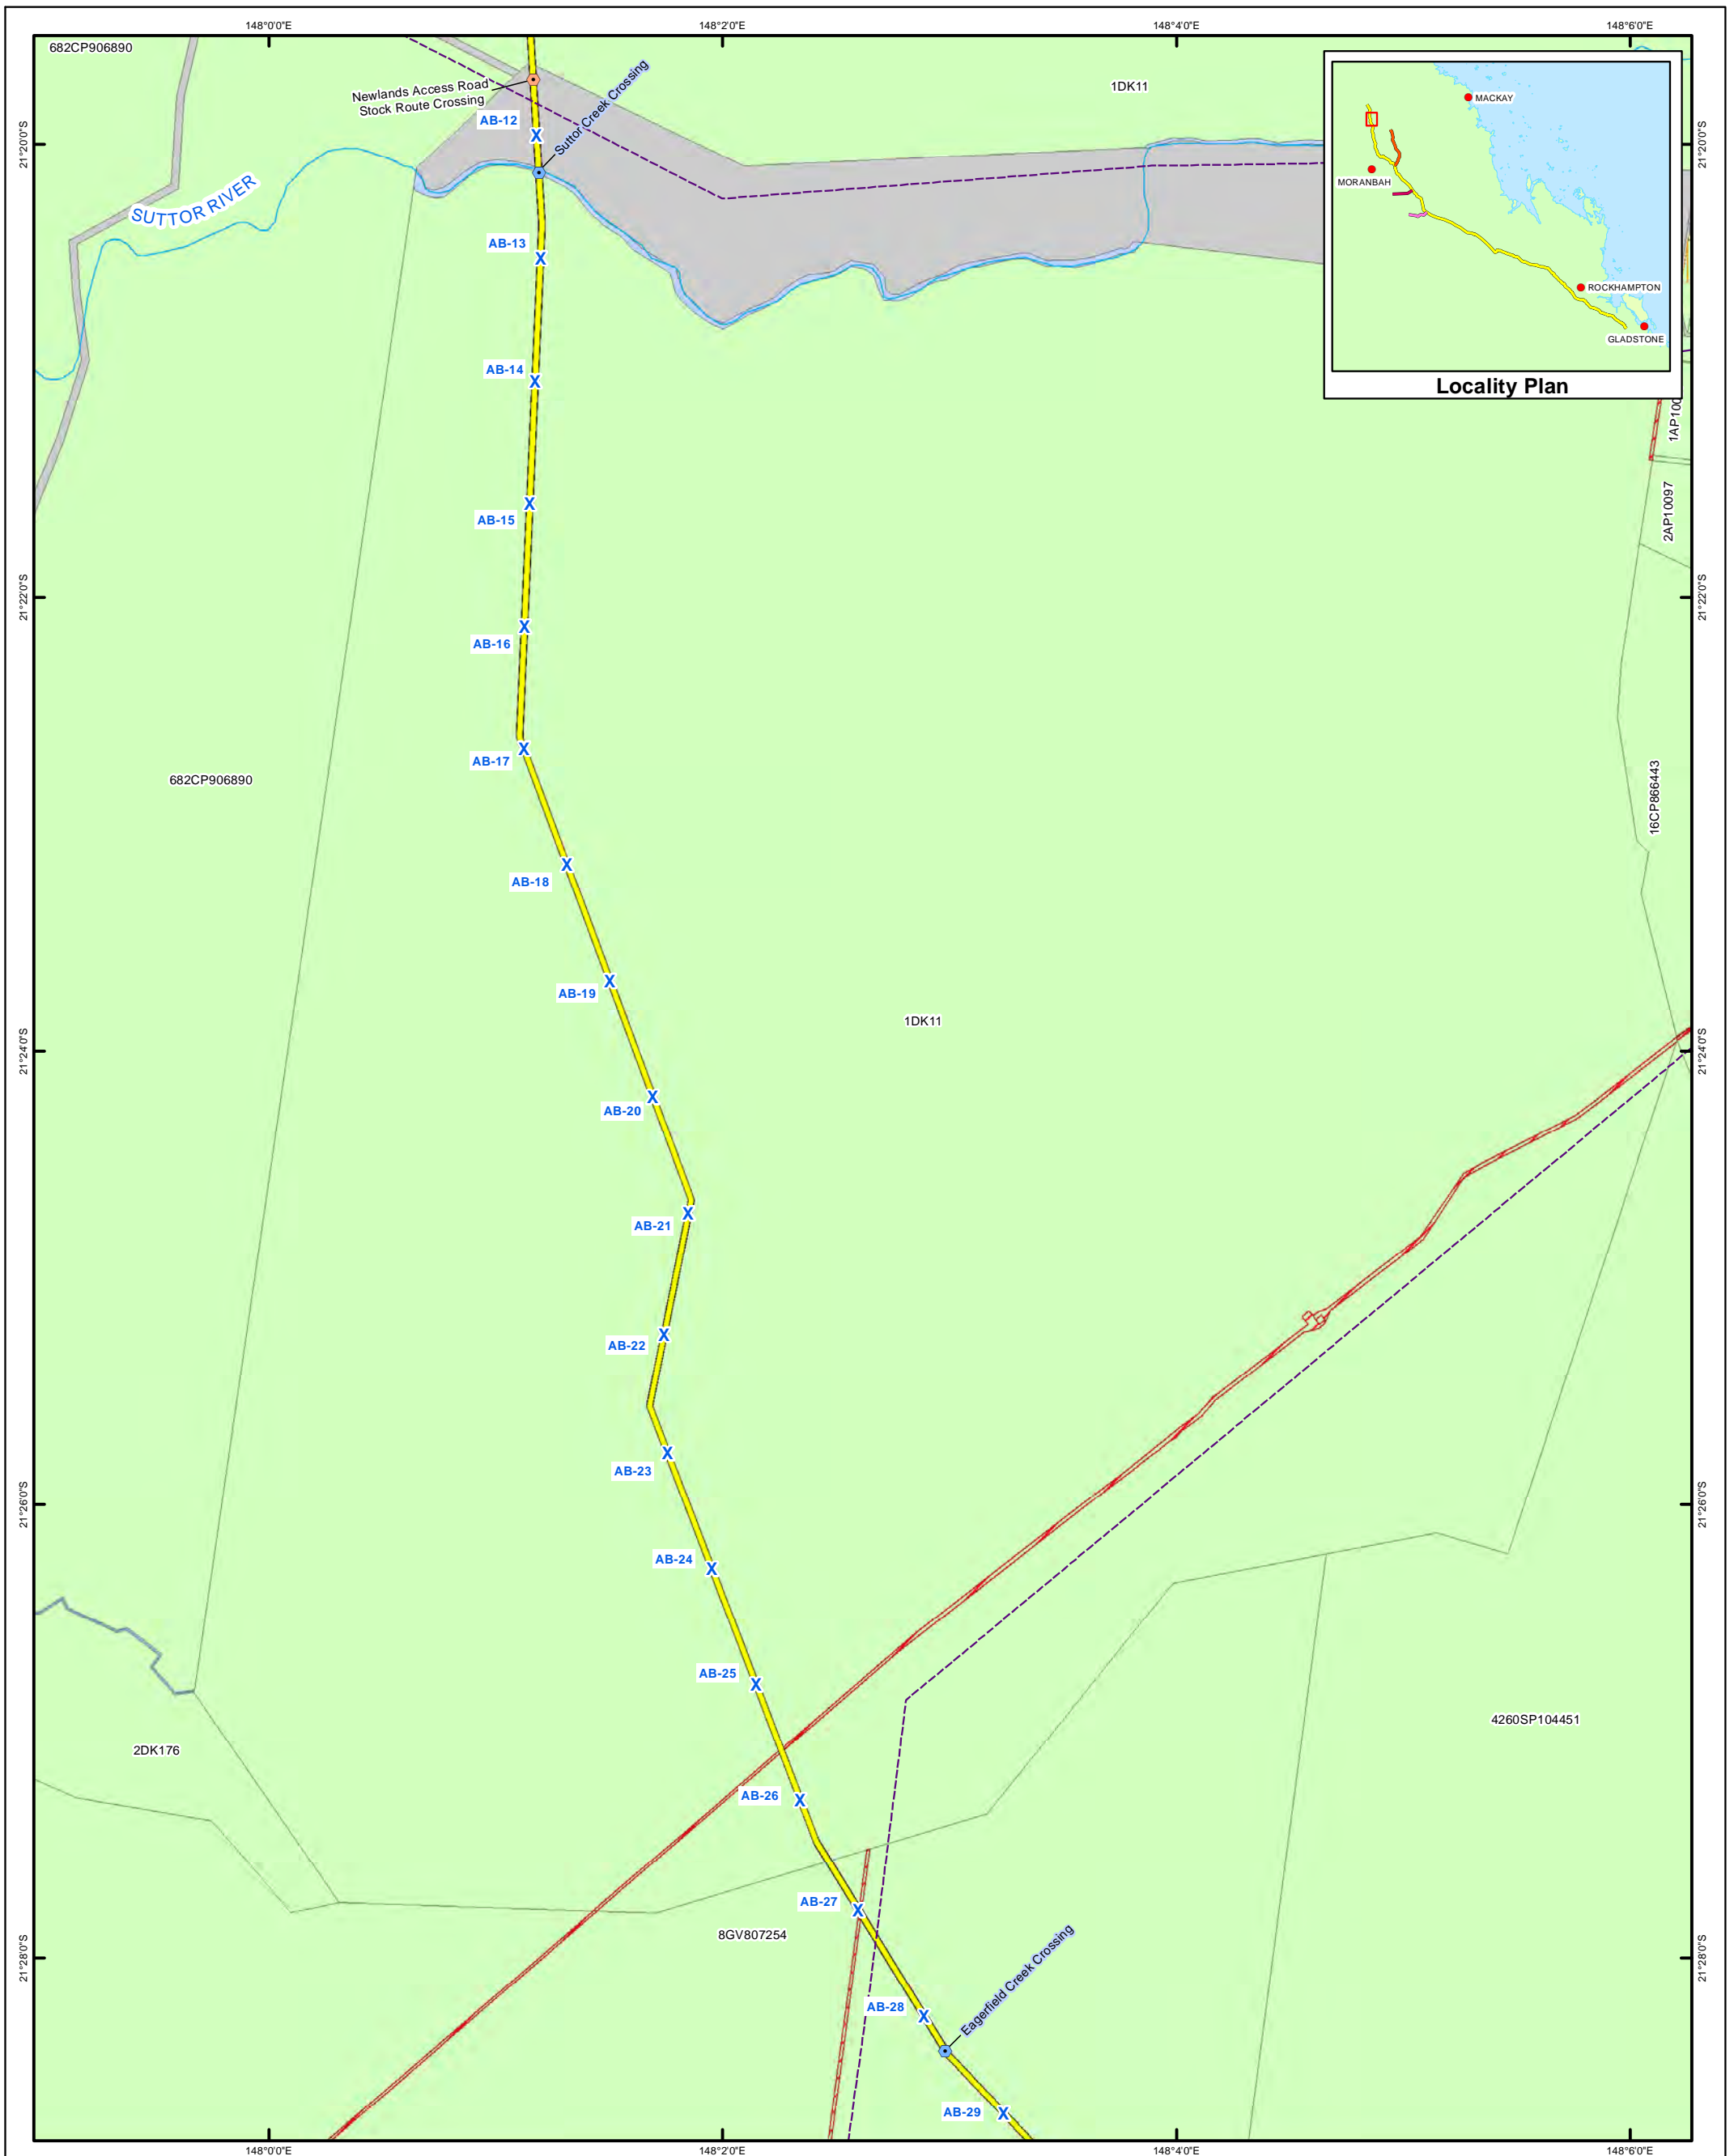 148°0'0"E
148°2'0"E
148°4'0"E
148°6'0"E
682CP906890
Newlands Access Road
Stock Route Crossing
Suttor Creek Crossing
1DK11
AB-12
21°20'0"S
21°20'0"S
SUTTOR RIVER
MACKAY
MORANBAH
ROCKHAMPTON
GLADSTONE
Locality Plan
AB-13
AB-14
1AP100
AB-15
2AP10097
21°22'0"S
21°22'0"S
AB-16
AB-17
682CP906890
16CP866443
AB-18
AB-19
1DK11
21°24'0"S
21°24'0"S
AB-20
AB-21
AB-22
AB-23
21°26'0"S
21°26'0"S
AB-24
AB-25
4260SP104451
2DK176
AB-26
AB-27
8GV807254
21°28'0"S
21°28'0"S
Eagerfield Creek Crossing
AB-28
AB-29
148°0'0"E
148°2'0"E
148°4'0"E
148°6'0"E